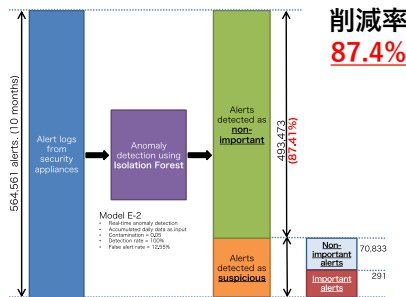 削減率
87.4%
564,561 alerts. (10 months)
Alert logs
from
security
appliances
Anomaly
detection using
Isolation Forest
Alerts
detected as
non-
important
493,473
(87.41%)
Model E-2
• Real-time anomaly detection
• Accumulated daily data as input
• Contamination = 0.05
• Detection rate = 100%
• False alert rate = 12.55%
Alerts
detected as
suspicious
Non-
important
alerts
70,833
Important
alerts
291